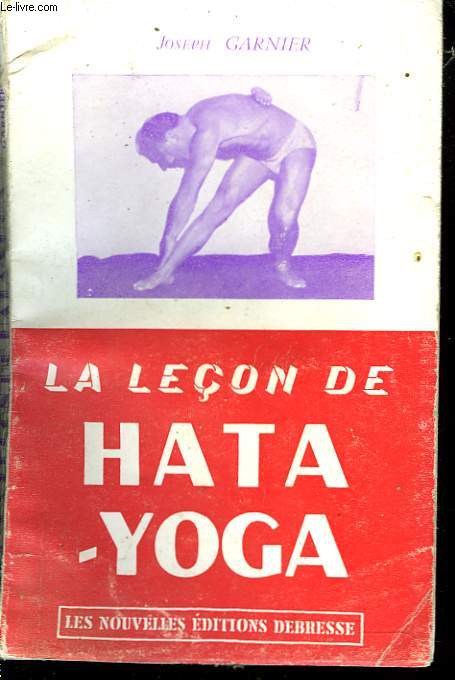 Le-livre.com
Joseph GARNIER
LA LEÇON DE
HATA
-YOGA
LES NOUVELLES ÉDITIONS DEBRESSE